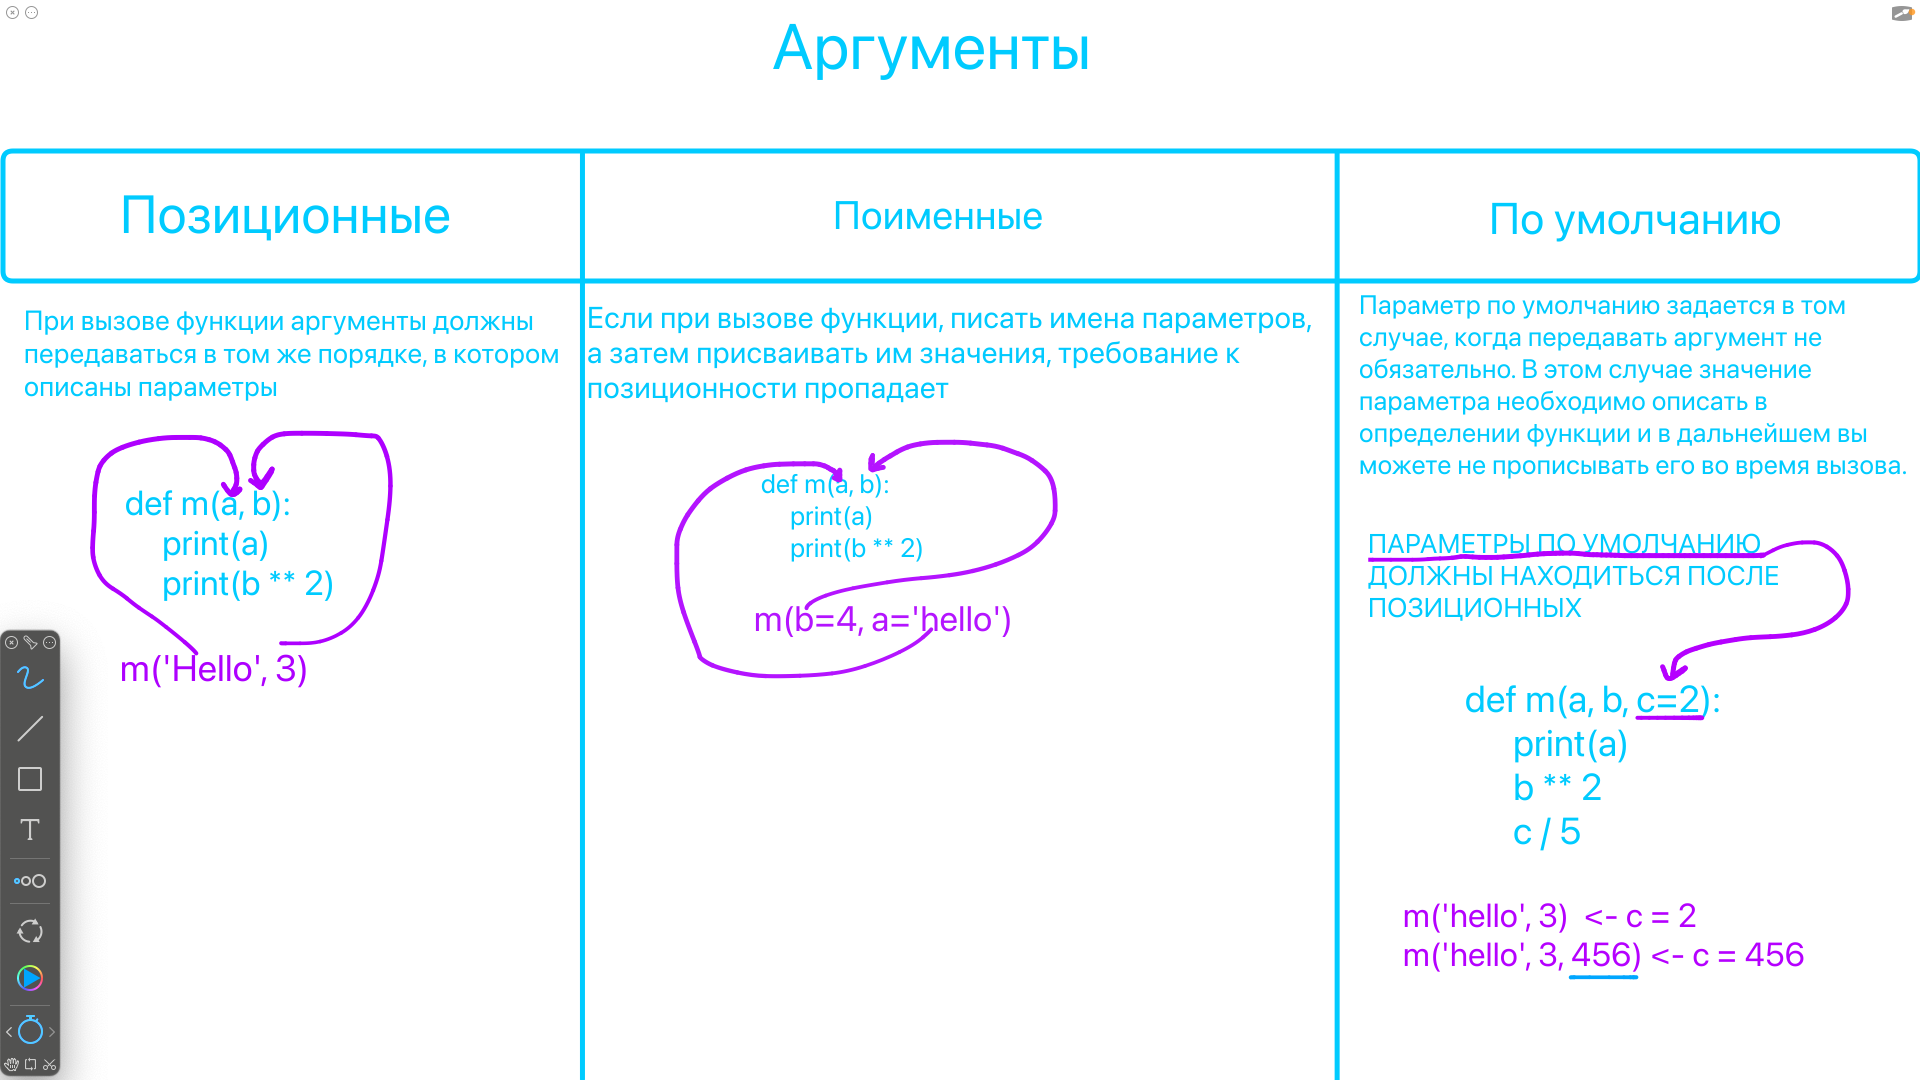 Аргументы
Позиционные
Поименные
По умолчанию
При вызове функции аргументы должны
передаваться в том же порядке, в котором
описаны параметры
def m(a, b):
print(a)
print(b ** 2)
m('Hello', 3)
Если при вызове функции, писать имена параметров,
а затем присваивать им значения, требование к
позиционности пропадает
def m(a, b):
print(a)
print(b ** 2)
m(b=4, a='hello')
Параметр по умолчанию задается в том
случае, когда передавать аргумент не
обязательно. В этом случае значение
параметра необходимо описать в
определении функции и в дальнейшем вы
можете не прописывать его во время вызова.
ПАРАМЕТРЫ ПО УМОЛЧАНИЮ
ДОЛЖНЫ НАХОДИТЬСЯ ПОСЛЕ
ПОЗИЦИОННЫХ
def m(a, b, c=2):
print(a)
b ** 2
c / 5
m('hello', 3) <- c = 2
m('hello', 3, 456) <- c = 456
T